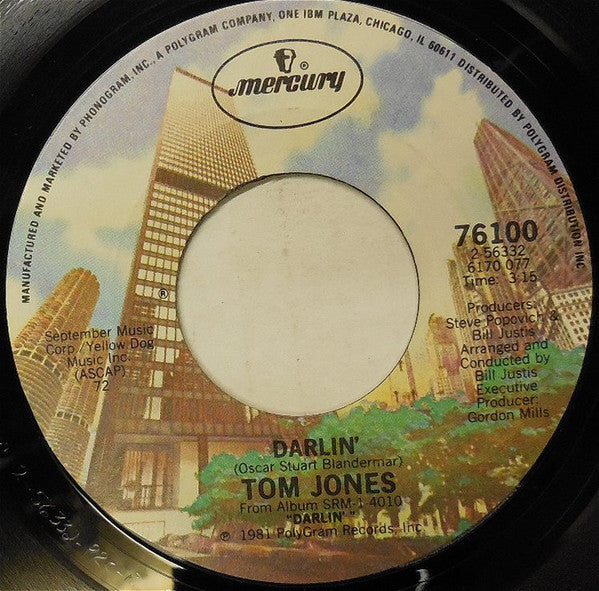 MANUFACTURED AND MARKETED BY PHONOGRAM, INC., A POLYGRAM COMPANY, ONE IBM PLAZA, CHICAGO, IL 60611 DISTRIBUTED BY POLYGRAM DISTRIBUTION INC
mercury
®
76100
2 56332
6170 077
Time: 3:15
®
Producers:
Steve Popovich &
Bill Justis
Arranged and
Conducted by
Bill Justis
Executive
Producer:
Gordon Mills
September Music
Corp./Yellow Dog
Music Inc.
(ASCAP)
72
DARLIN'
(Oscar Stuart Blandermar)
TOM JONES
From Album SRM-1 4010
"DARLIN'"
℗ 1981 PolyGram Records, Inc